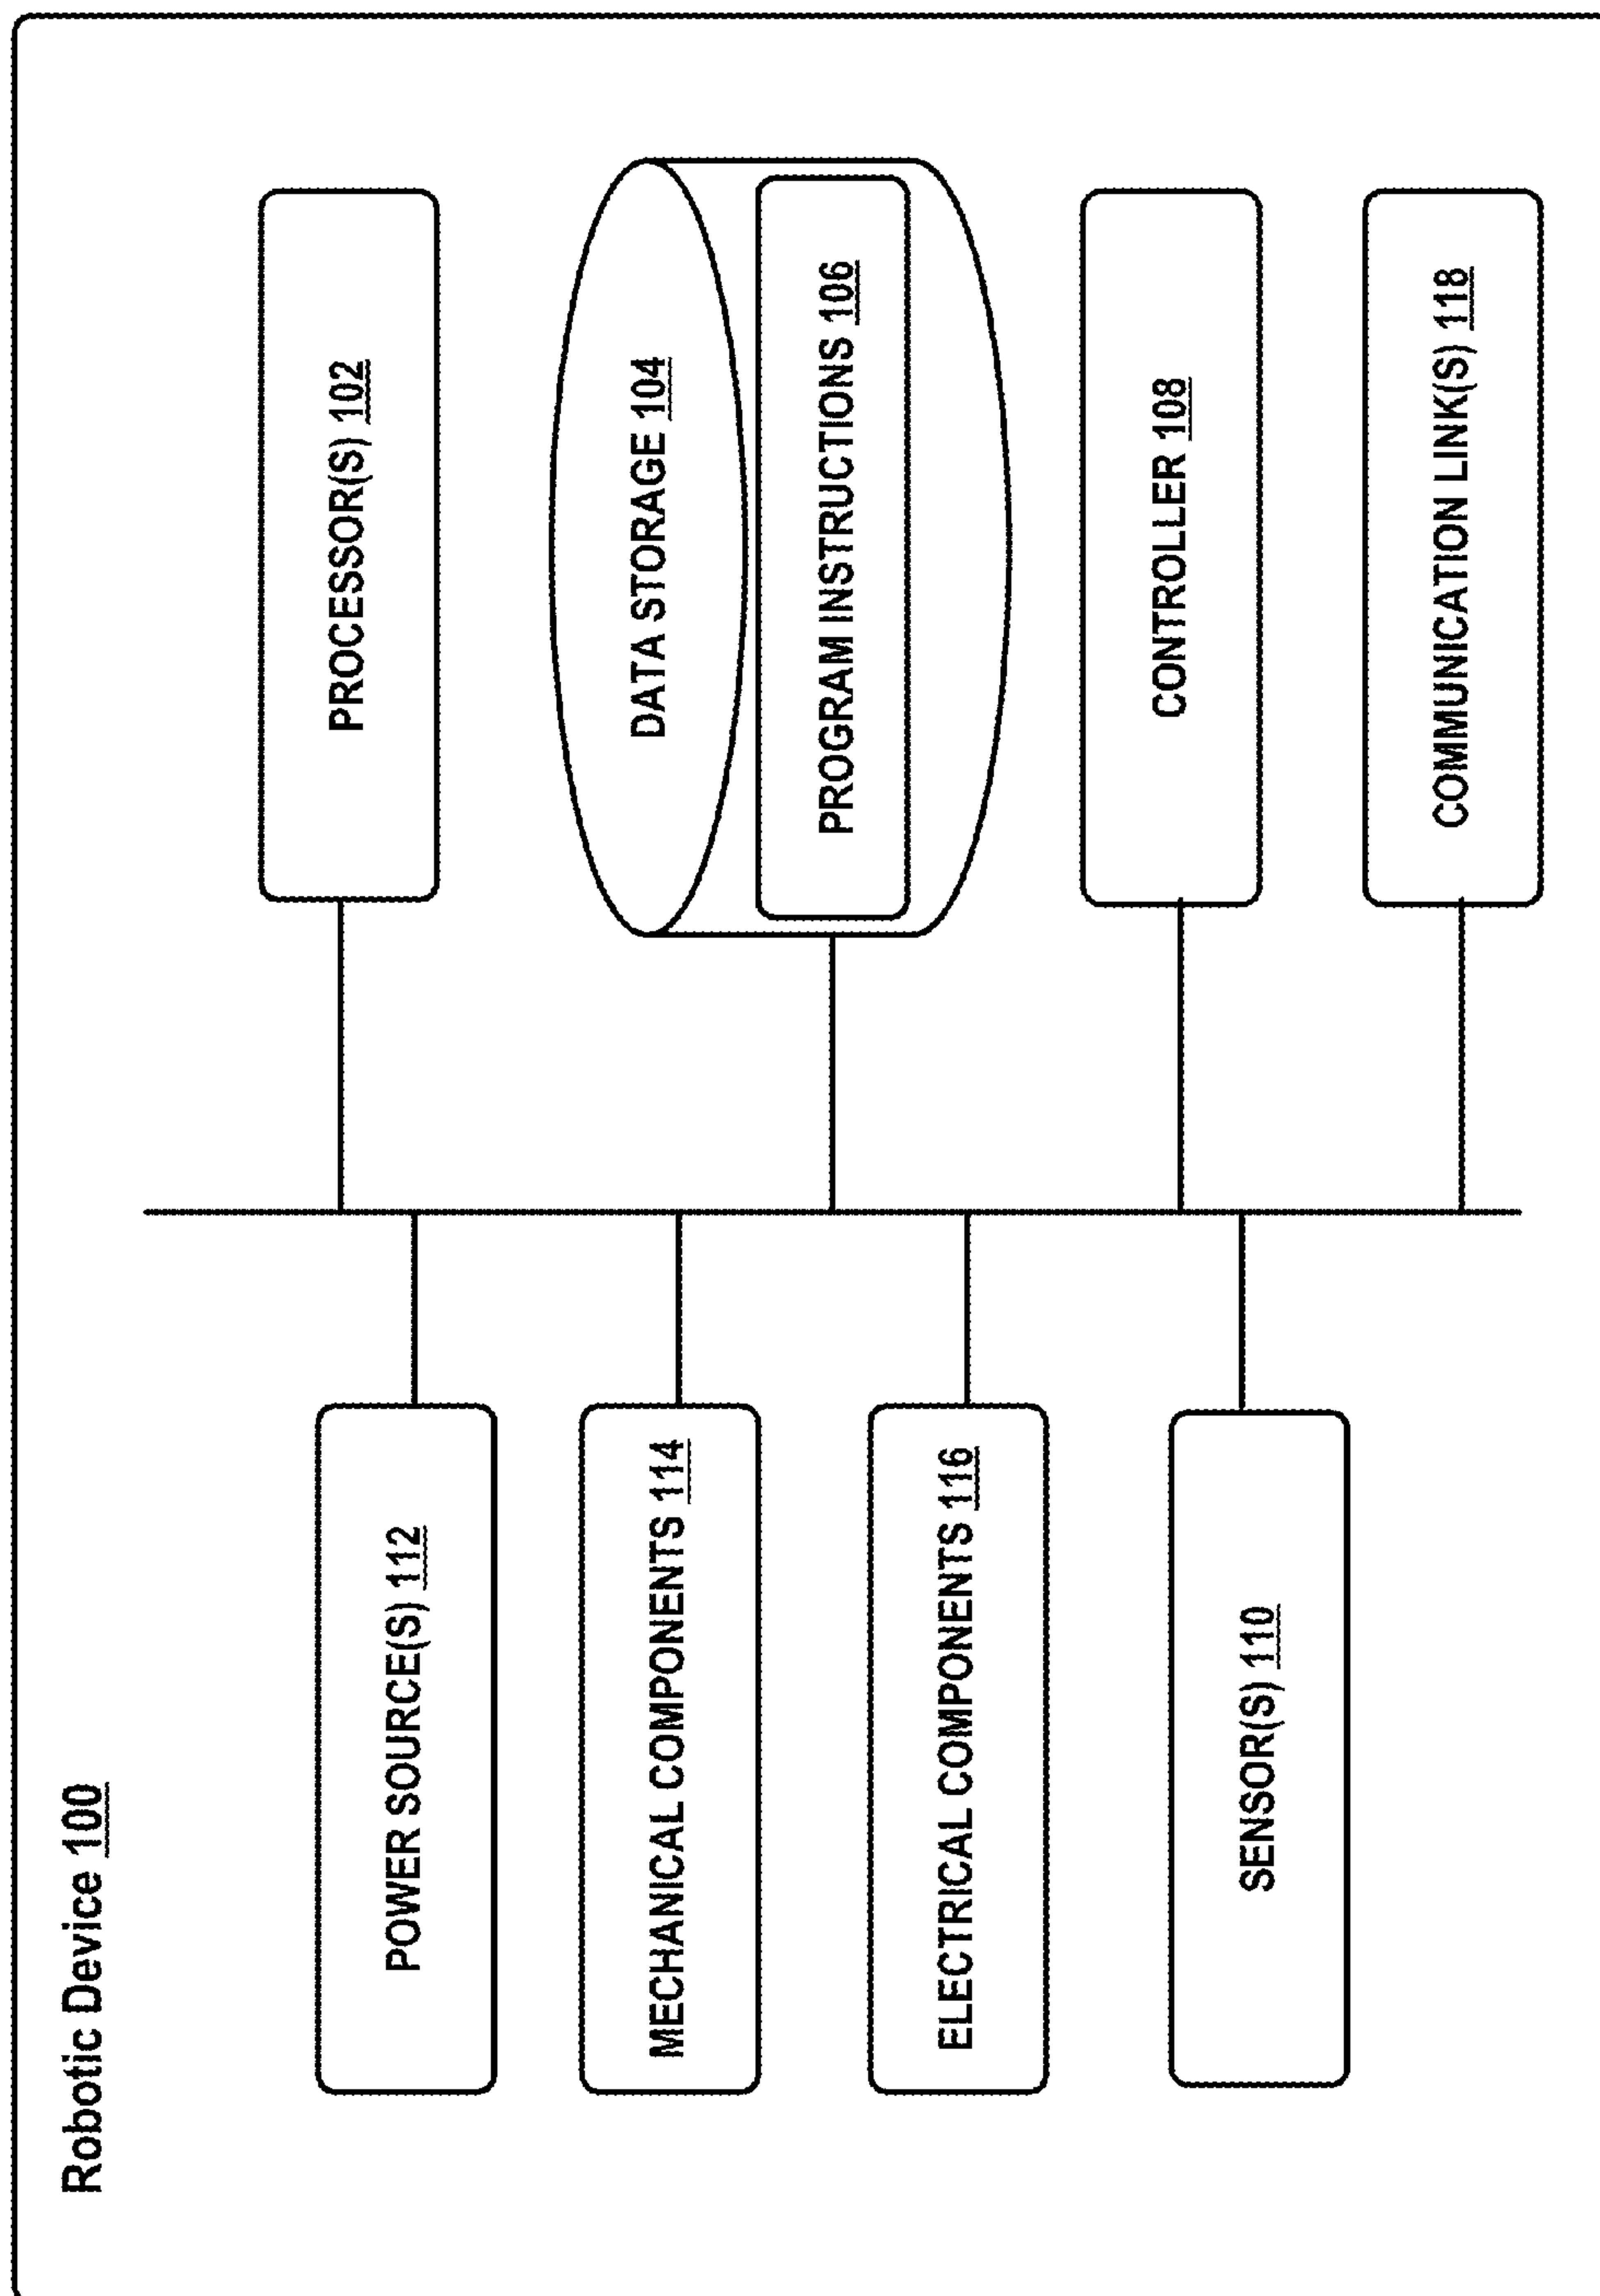 Robotic Device 100
POWER SOURCE(S) 112
MECHANICAL COMPONENTS 114
ELECTRICAL COMPONENTS 116
SENSOR(S) 110
PROCESSOR(S) 102
DATA STORAGE 104
PROGRAM INSTRUCTIONS 106
CONTROLLER 108
COMMUNICATION LINK(S) 118